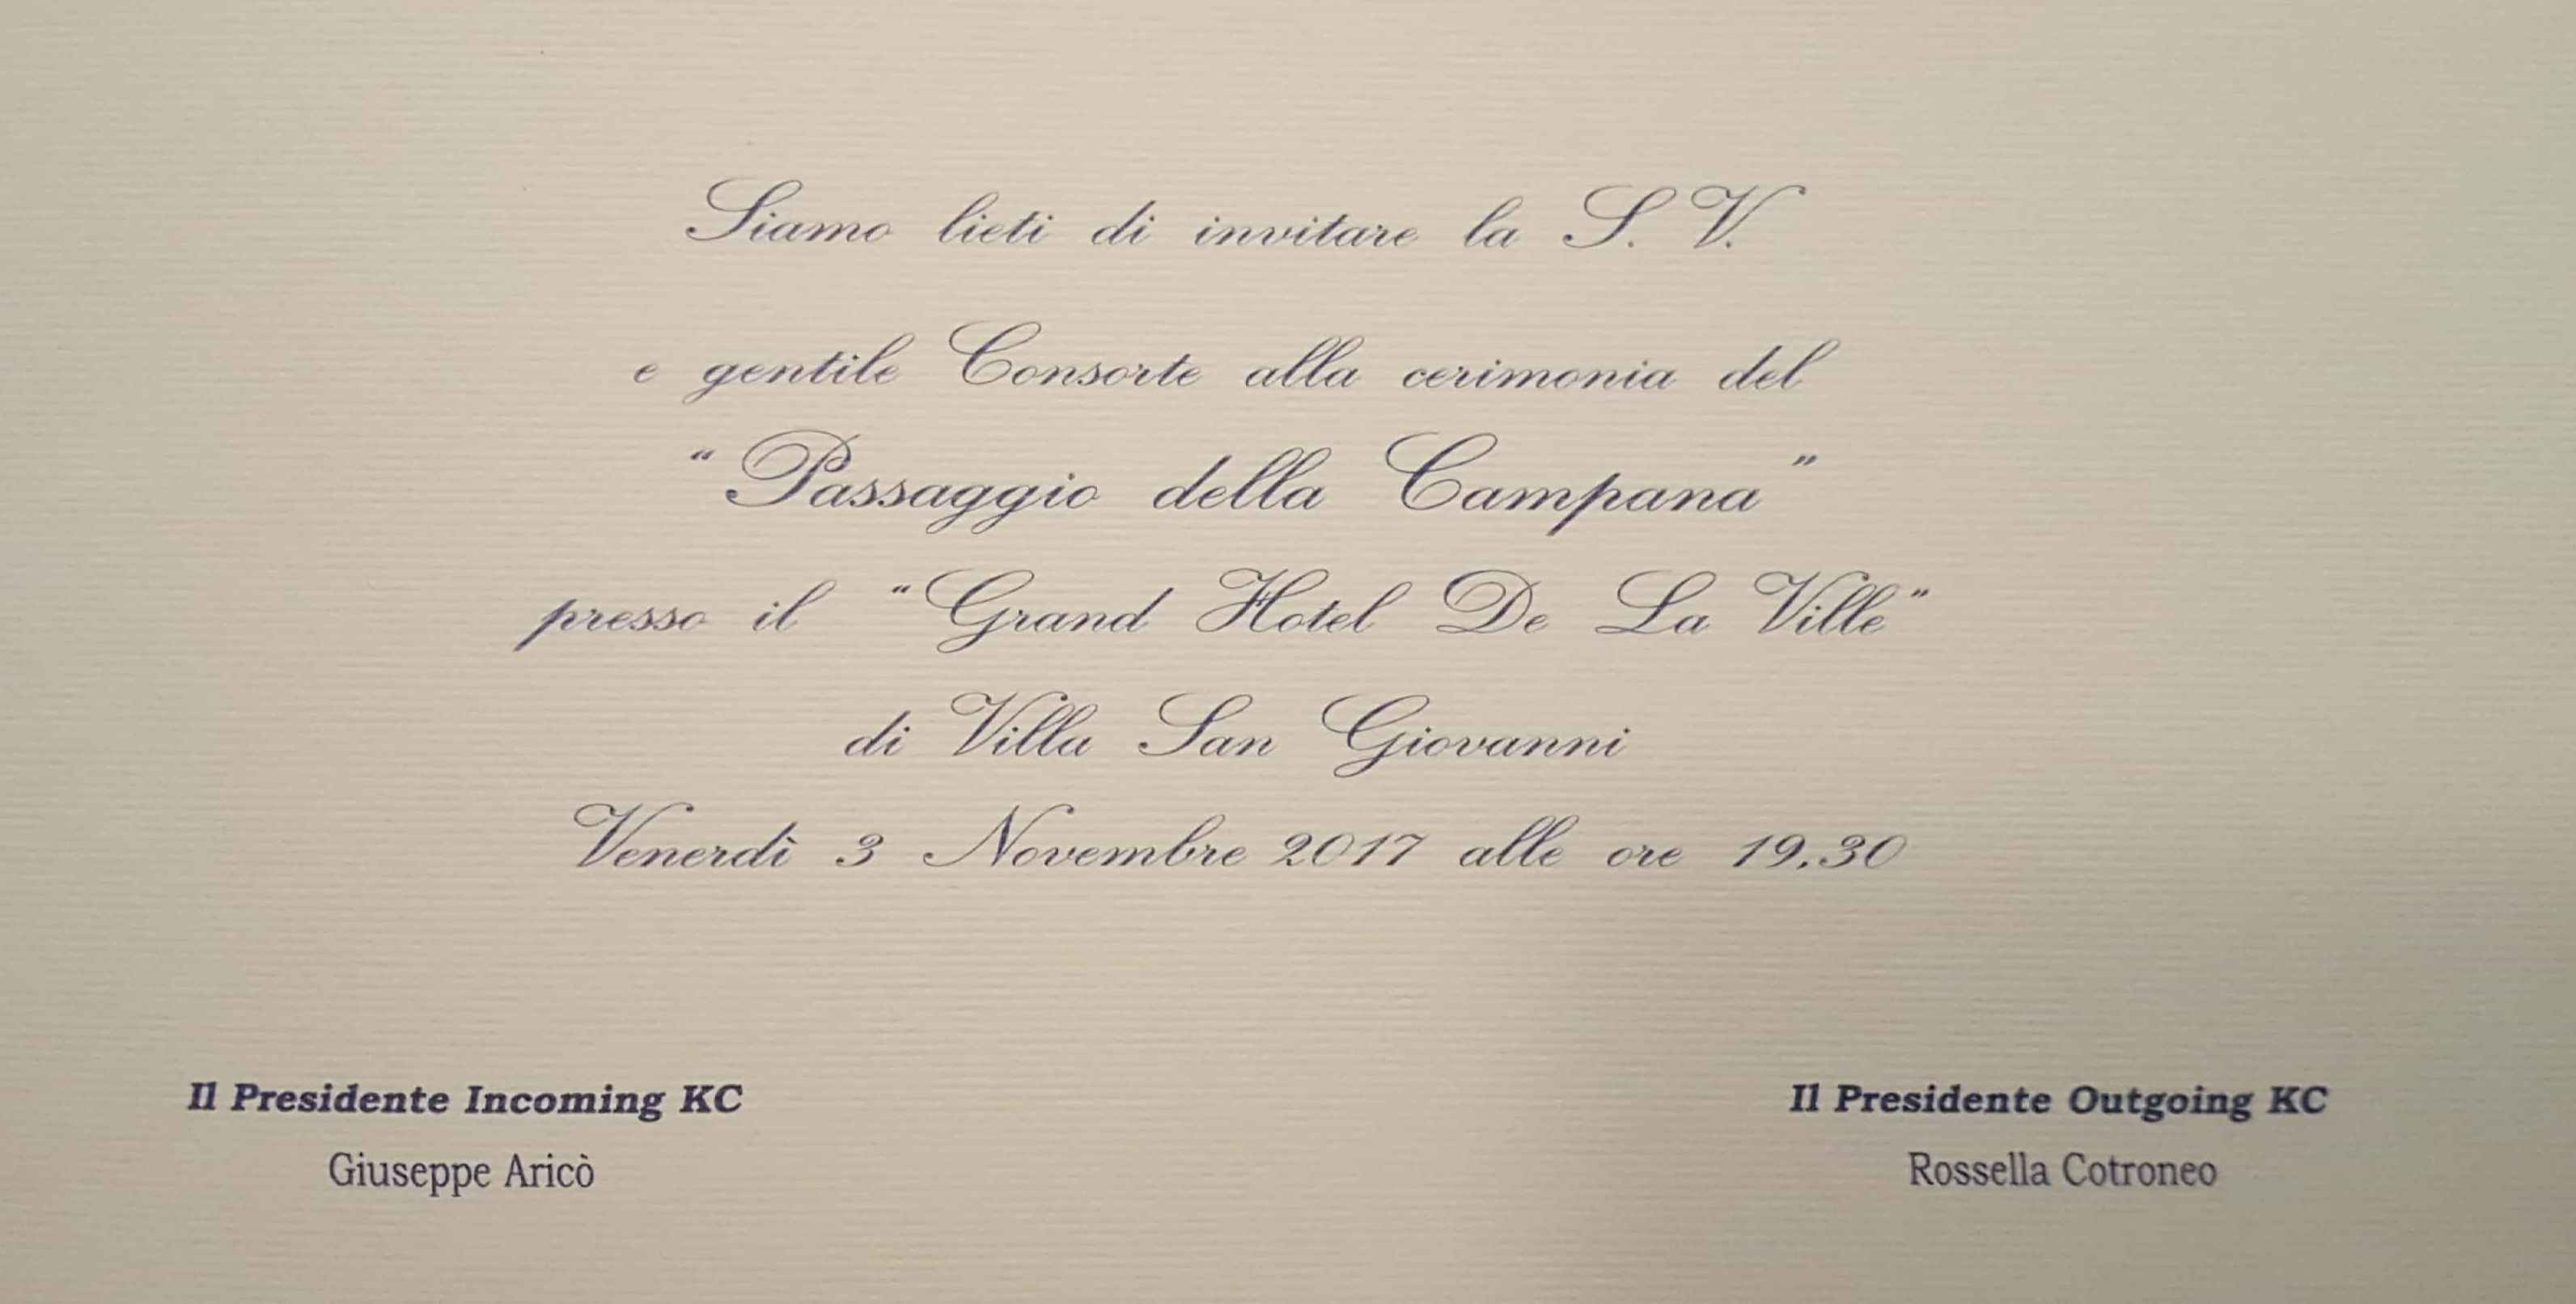 Siamo lieti di invitare la S. V.
e gentile Consorte alla cerimonia del
“Passaggio della Campana”
presso il “Grand Hotel De La Ville”
di Villa San Giovanni
Venerdì 3 Novembre 2017 alle ore 19.30
Il Presidente Incoming KC
Giuseppe Aricò
Il Presidente Outgoing KC
Rossella Cotroneo